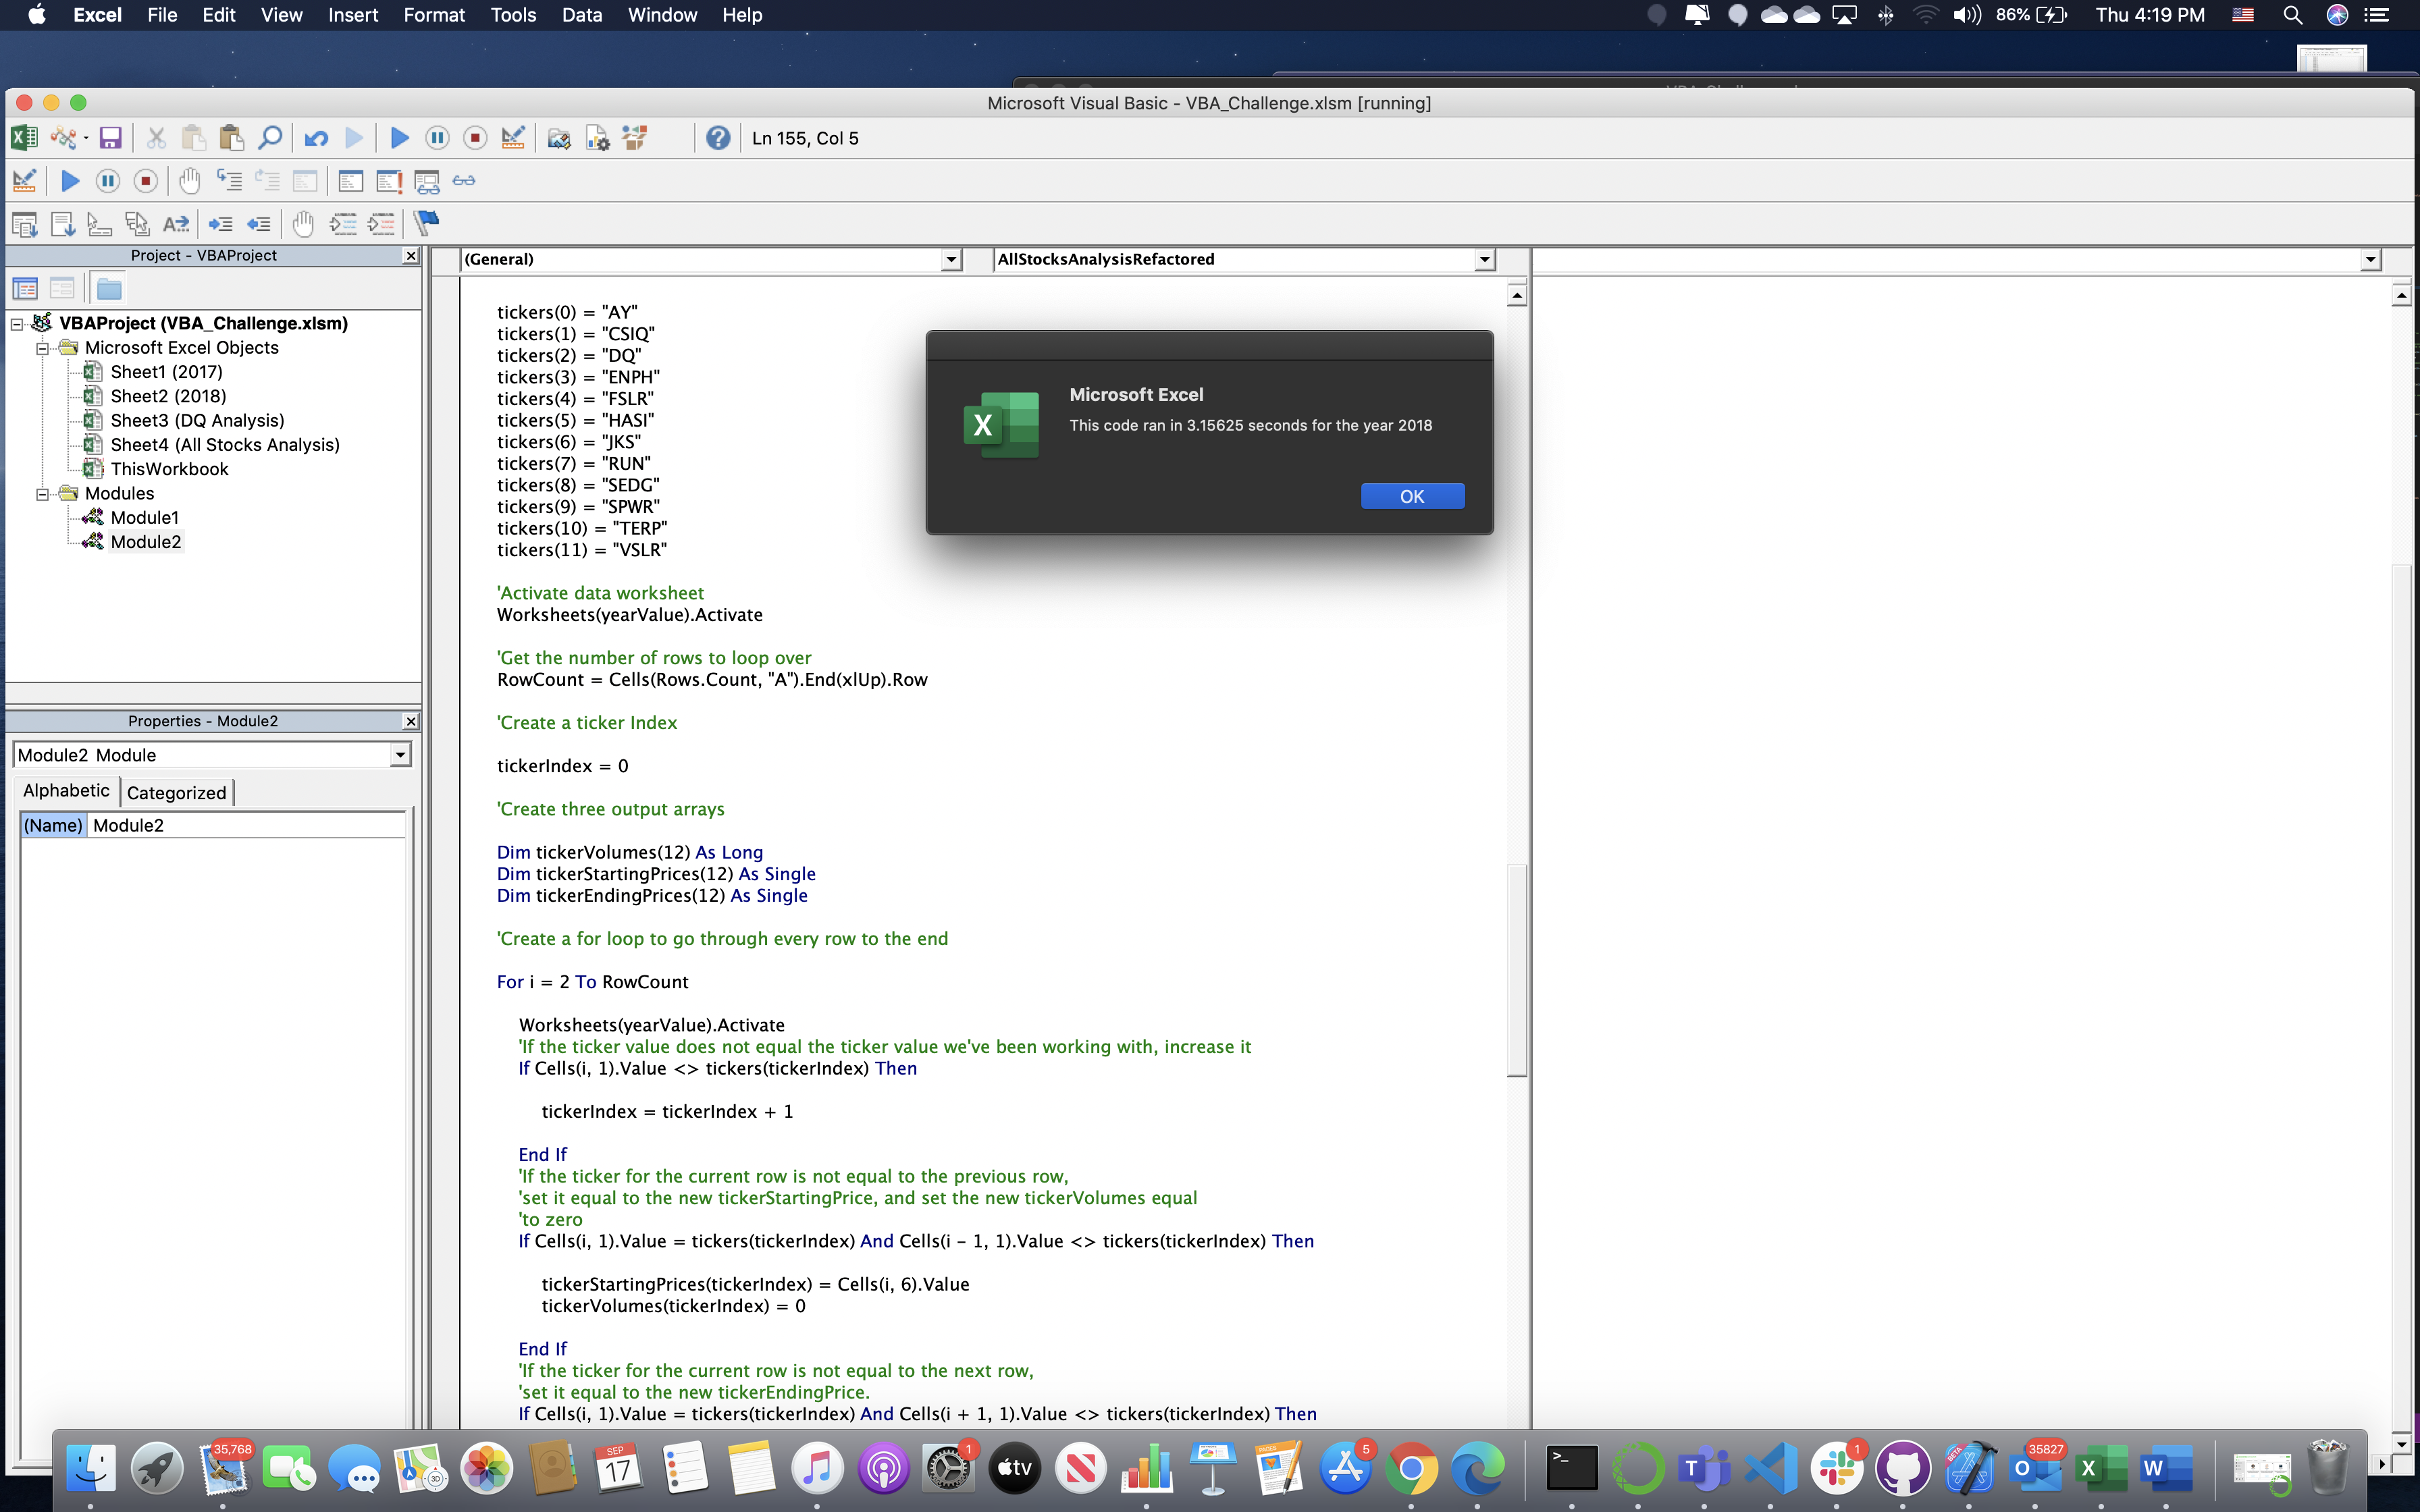 Excel File Edit View Insert Format Tools Data Window Help 86% Thu 4:19 PM
Microsoft Visual Basic - VBA_Challenge.xlsm [running]
Ln 155, Col 5
Project - VBAProject
(General) AllStocksAnalysisRefactored
VBAProject (VBA_Challenge.xlsm)
Microsoft Excel Objects
Sheet1 (2017)
Sheet2 (2018)
Sheet3 (DQ Analysis)
Sheet4 (All Stocks Analysis)
ThisWorkbook
Modules
Module1
Module2
Properties - Module2
Module2 Module
Alphabetic Categorized
(Name) Module2
tickers(0) = "AY"
tickers(1) = "CSIQ"
tickers(2) = "DQ"
tickers(3) = "ENPH"
tickers(4) = "FSLR"
tickers(5) = "HASI"
tickers(6) = "JKS"
tickers(7) = "RUN"
tickers(8) = "SEDG"
tickers(9) = "SPWR"
tickers(10) = "TERP"
tickers(11) = "VSLR"
'Activate data worksheet
Worksheets(yearValue).Activate
'Get the number of rows to loop over
RowCount = Cells(Rows.Count, "A").End(xlUp).Row
'Create a ticker Index
tickerIndex = 0
'Create three output arrays
Dim tickerVolumes(12) As Long
Dim tickerStartingPrices(12) As Single
Dim tickerEndingPrices(12) As Single
'Create a for loop to go through every row to the end
For i = 2 To RowCount
Worksheets(yearValue).Activate
'If the ticker value does not equal the ticker value we've been working with, increase it
If Cells(i, 1).Value <> tickers(tickerIndex) Then
tickerIndex = tickerIndex + 1
End If
'If the ticker for the current row is not equal to the previous row,
'set it equal to the new tickerStartingPrice, and set the new tickerVolumes equal
'to zero
If Cells(i, 1).Value = tickers(tickerIndex) And Cells(i - 1, 1).Value <> tickers(tickerIndex) Then
tickerStartingPrices(tickerIndex) = Cells(i, 6).Value
tickerVolumes(tickerIndex) = 0
End If
'If the ticker for the current row is not equal to the next row,
'set it equal to the new tickerEndingPrice.
If Cells(i, 1).Value = tickers(tickerIndex) And Cells(i + 1, 1).Value <> tickers(tickerIndex) Then
Microsoft Excel
This code ran in 3.15625 seconds for the year 2018
OK
35,768
SEP
17
1
tv
PAGES
5
1
BETA
35827